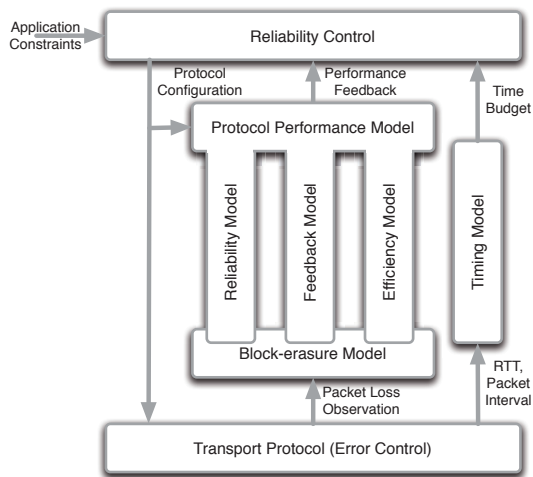 Application
Constraints
Reliability Control
Protocol
Configuration
Performance
Feedback
Time
Budget
Protocol Performance Model
Reliability Model
Feedback Model
Efficiency Model
Timing Model
Block-erasure Model
Packet Loss
Observation
RTT,
Packet
Interval
Transport Protocol (Error Control)